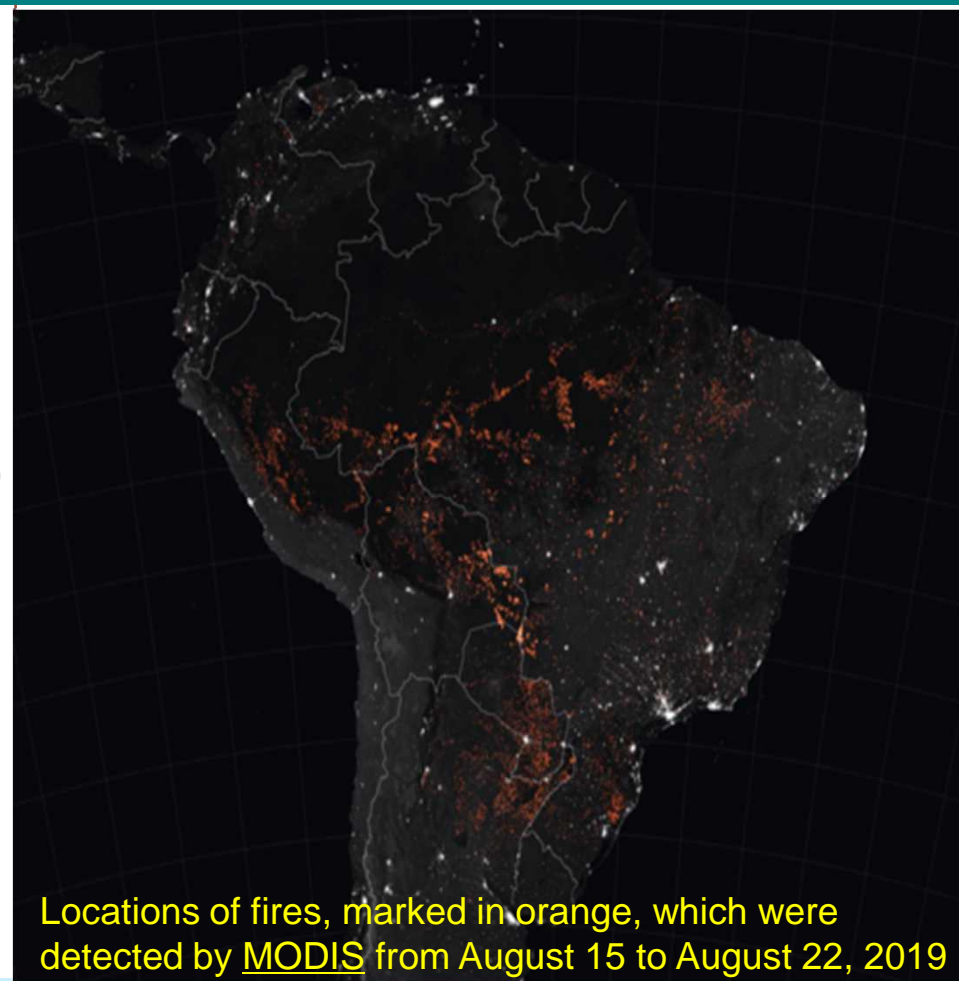 Locations of fires, marked in orange, which were
detected by MODIS from August 15 to August 22, 2019